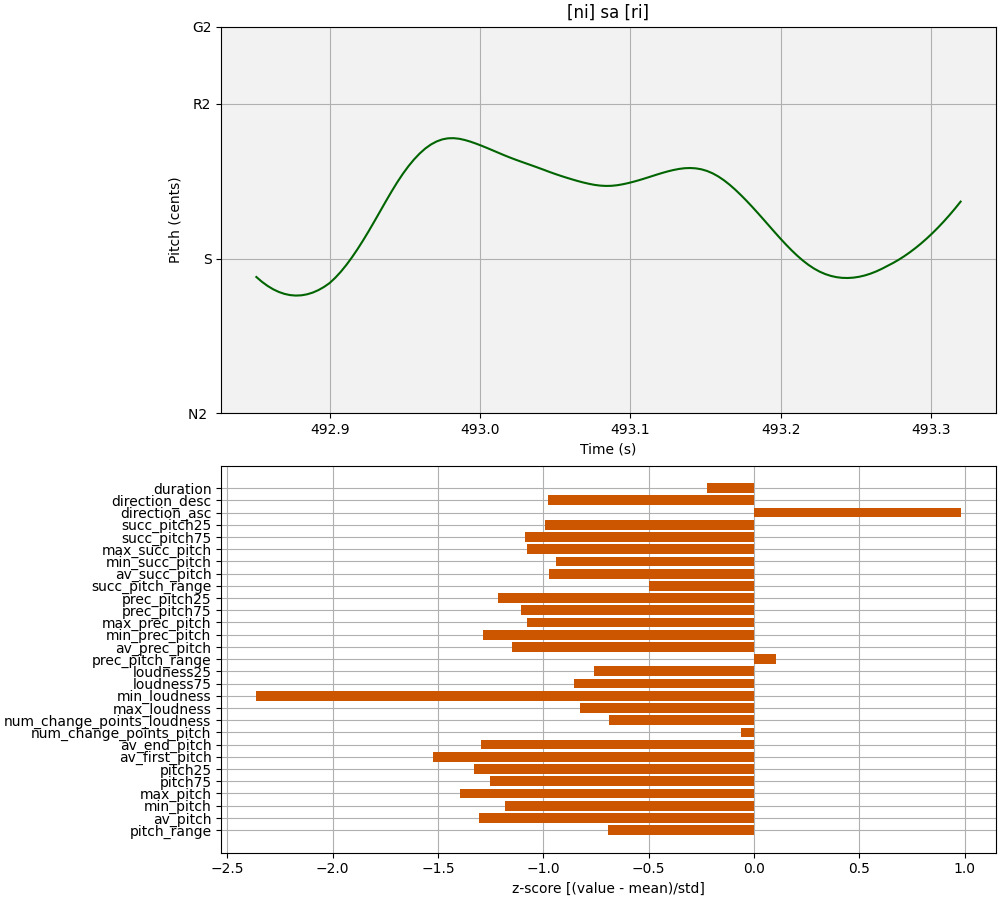 [ni] sa [ri]
G2
R2
S
N2
Pitch (cents)
492.9 493.0 493.1 493.2 493.3
Time (s)
duration
direction_desc
direction_asc
succ_pitch25
succ_pitch75
max_succ_pitch
min_succ_pitch
av_succ_pitch
succ_pitch_range
prec_pitch25
prec_pitch75
max_prec_pitch
min_prec_pitch
av_prec_pitch
prec_pitch_range
loudness25
loudness75
min_loudness
max_loudness
num_change_points_loudness
num_change_points_pitch
av_end_pitch
av_first_pitch
pitch25
pitch75
max_pitch
min_pitch
av_pitch
pitch_range
−2.5 −2.0 −1.5 −1.0 −0.5 0.0 0.5 1.0
z-score [(value - mean)/std]